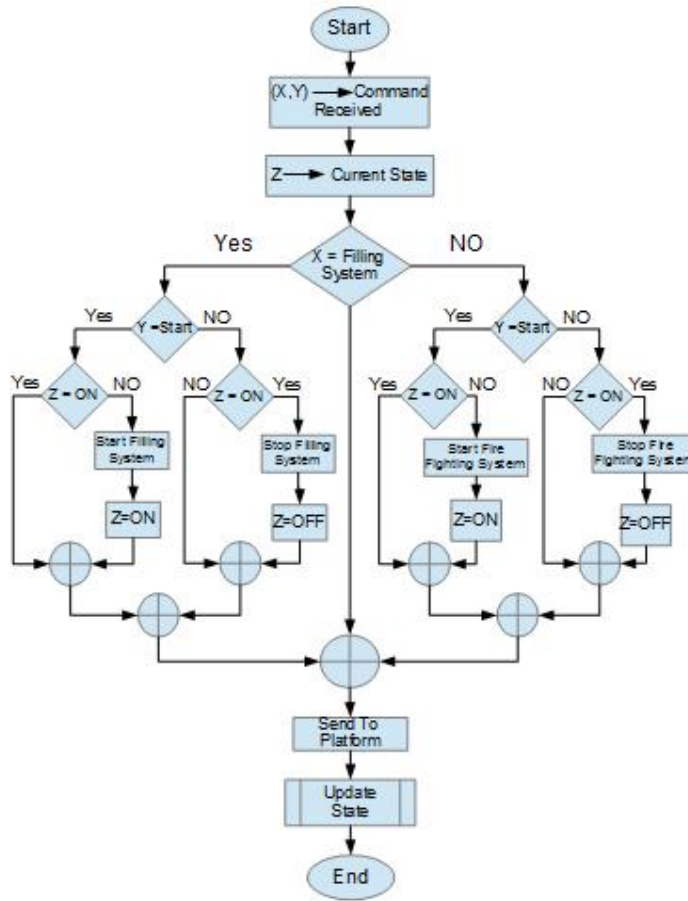 Start
(X,Y) → Command
Received
Z → Current State
Yes
NO
X = Filling
System
Yes
Y =Start
NO
Yes
Y =Start
NO
Yes
Z = ON
NO
NO
Z = ON
Yes
Yes
Z = ON
NO
NO
Z = ON
Yes
Start Filling
System
Stop Filling
System
Start Fire
Fighting System
Stop Fire
Fighting System
Z=ON
Z=OFF
Z=ON
Z=OFF
Send To
Platform
Update
State
End